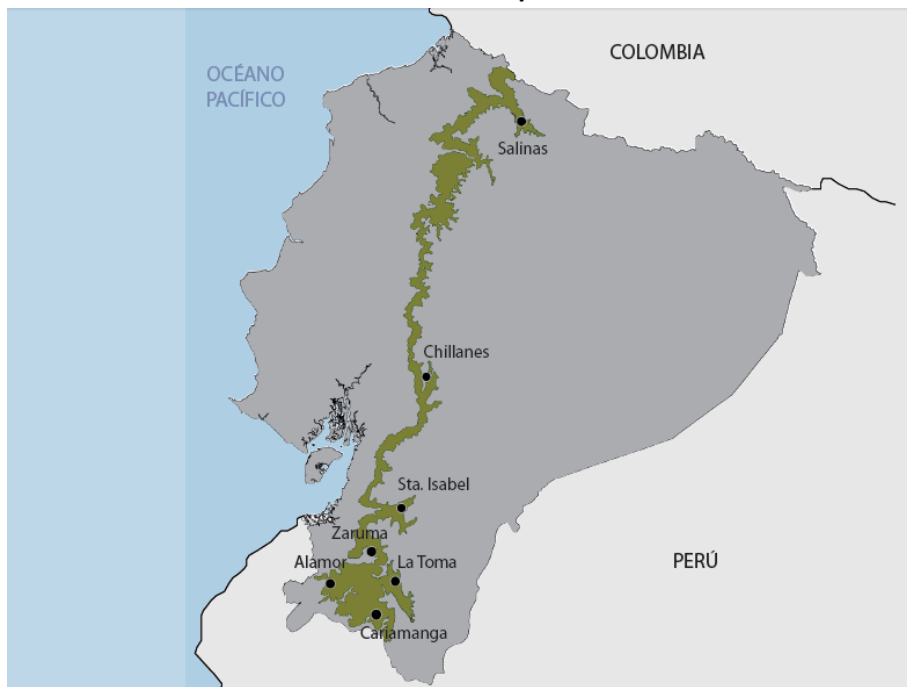 COLOMBIA
OCÉANO
PACÍFICO
Salinas
Chillanes
Sta. Isabel
Zaruma
Alamor
La Toma
PERÚ
Cariamanga